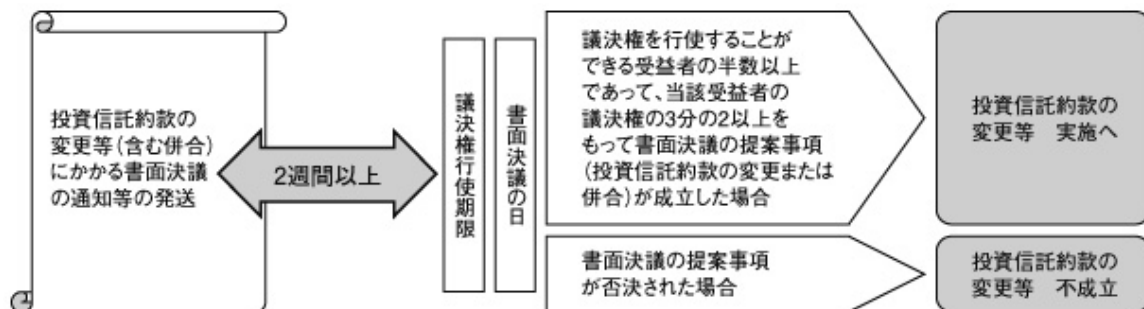 投資信託約款の
変更等（含む併合）
にかかる書面決議
の通知等の発送
2週間以上
議決権行使期限
書面決議の日
議決権を行使することが
できる受益者の半数以上
であって、当該受益者の
議決権の3分の2以上を
もって書面決議の提案事項
（投資信託約款の変更または
併合）が成立した場合
投資信託約款の
変更等　実施へ
書面決議の提案事項
が否決された場合
投資信託約款の
変更等　不成立